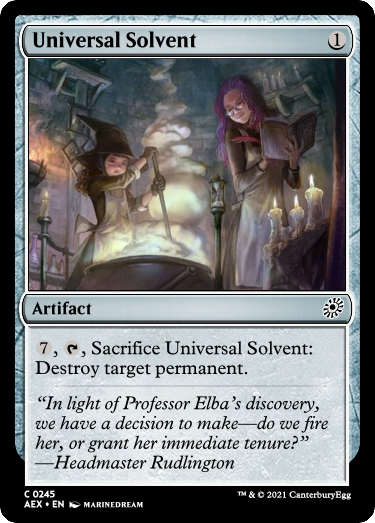 Universal Solvent 1
Artifact
7, , Sacrifice Universal Solvent:
Destroy target permanent.
“In light of Professor Elba’s discovery,
we have a decision to make—do we fire
her, or grant her immediate tenure?”
—Headmaster Rudlington
C 0245
AEX • EN MARINEDREAM
™ & © 2021 CanterburyEgg